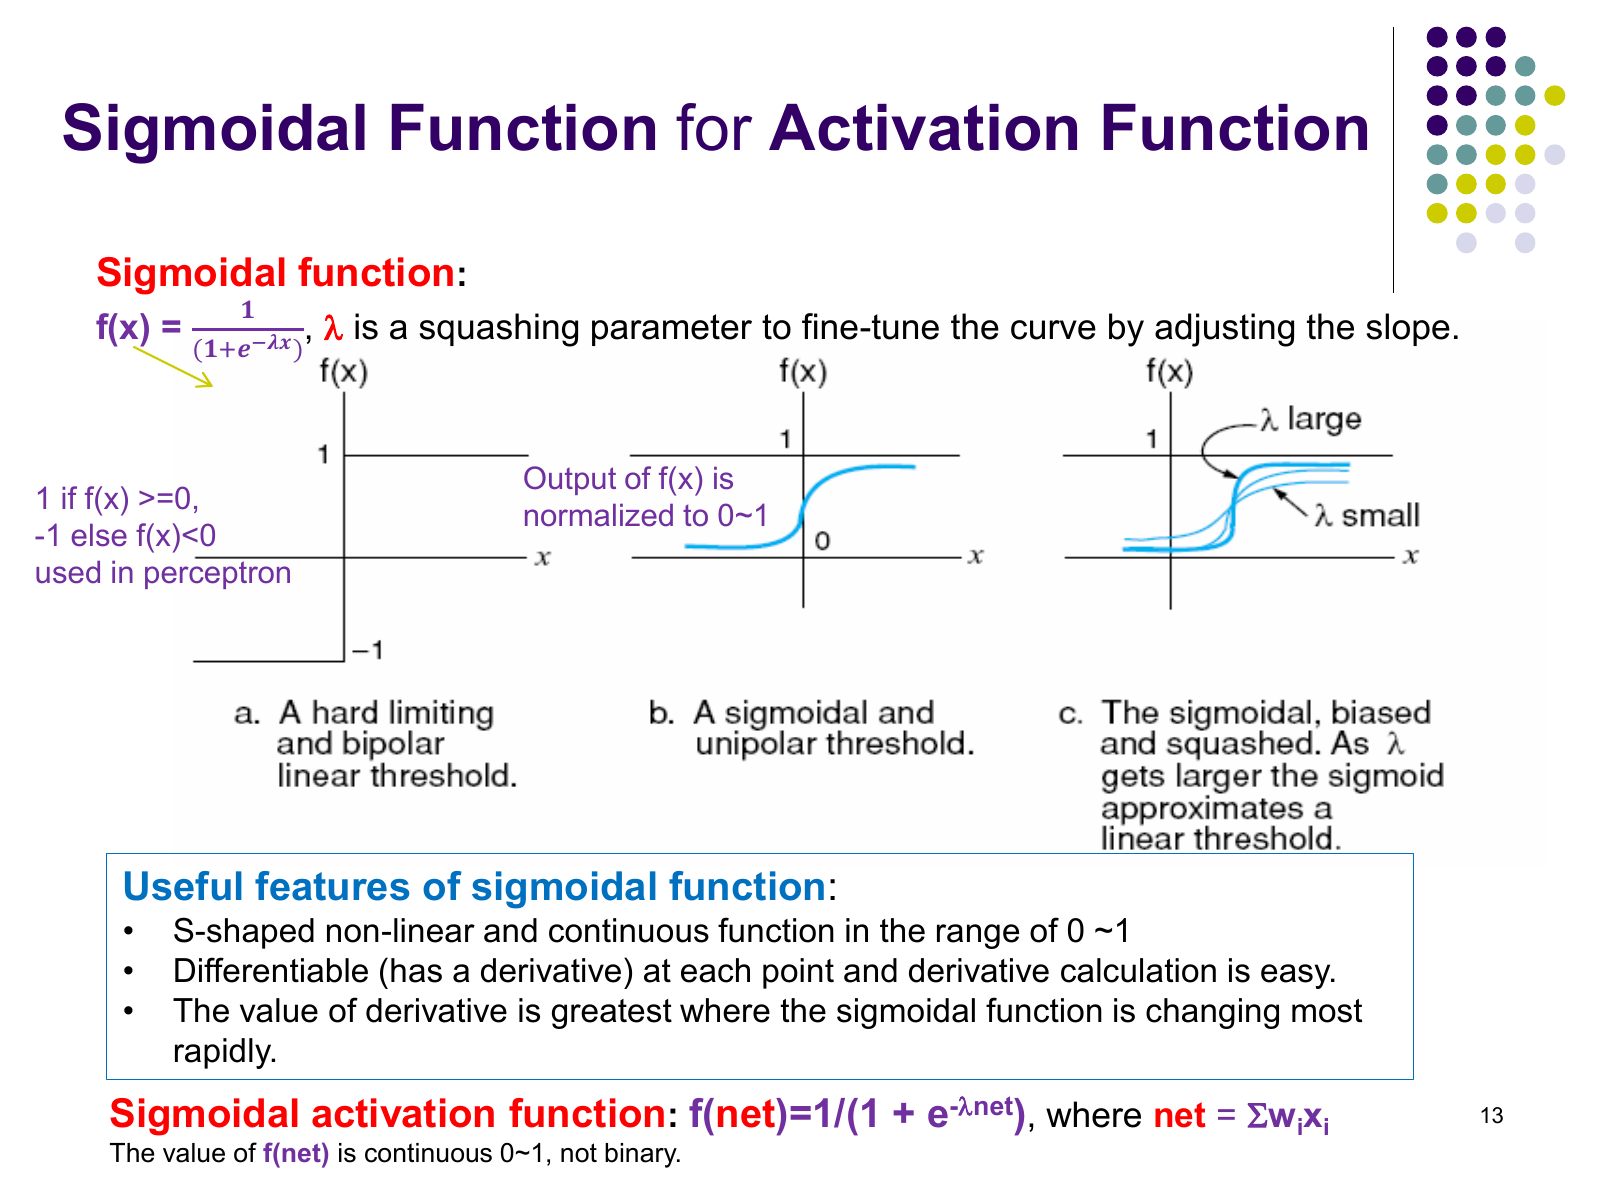 Sigmoidal Function for Activation Function
Sigmoidal function:
f(x) = 1/(1+e^−λx), λ is a squashing parameter to fine-tune the curve by adjusting the slope.
f(x)
1
1 if f(x) >=0,
-1 else f(x)<0
used in perceptron
x
–1
a. A hard limiting
and bipolar
linear threshold.
f(x)
1
Output of f(x) is
normalized to 0~1
0
x
b. A sigmoidal and
unipolar threshold.
f(x)
1
λ large
λ small
x
c. The sigmoidal, biased
and squashed. As λ
gets larger the sigmoid
approximates a
linear threshold.
Useful features of sigmoidal function:
• S-shaped non-linear and continuous function in the range of 0 ~1
• Differentiable (has a derivative) at each point and derivative calculation is easy.
• The value of derivative is greatest where the sigmoidal function is changing most
rapidly.
Sigmoidal activation function: f(net)=1/(1 + e^-λnet), where net = Σw_ix_i
The value of f(net) is continuous 0~1, not binary.
13